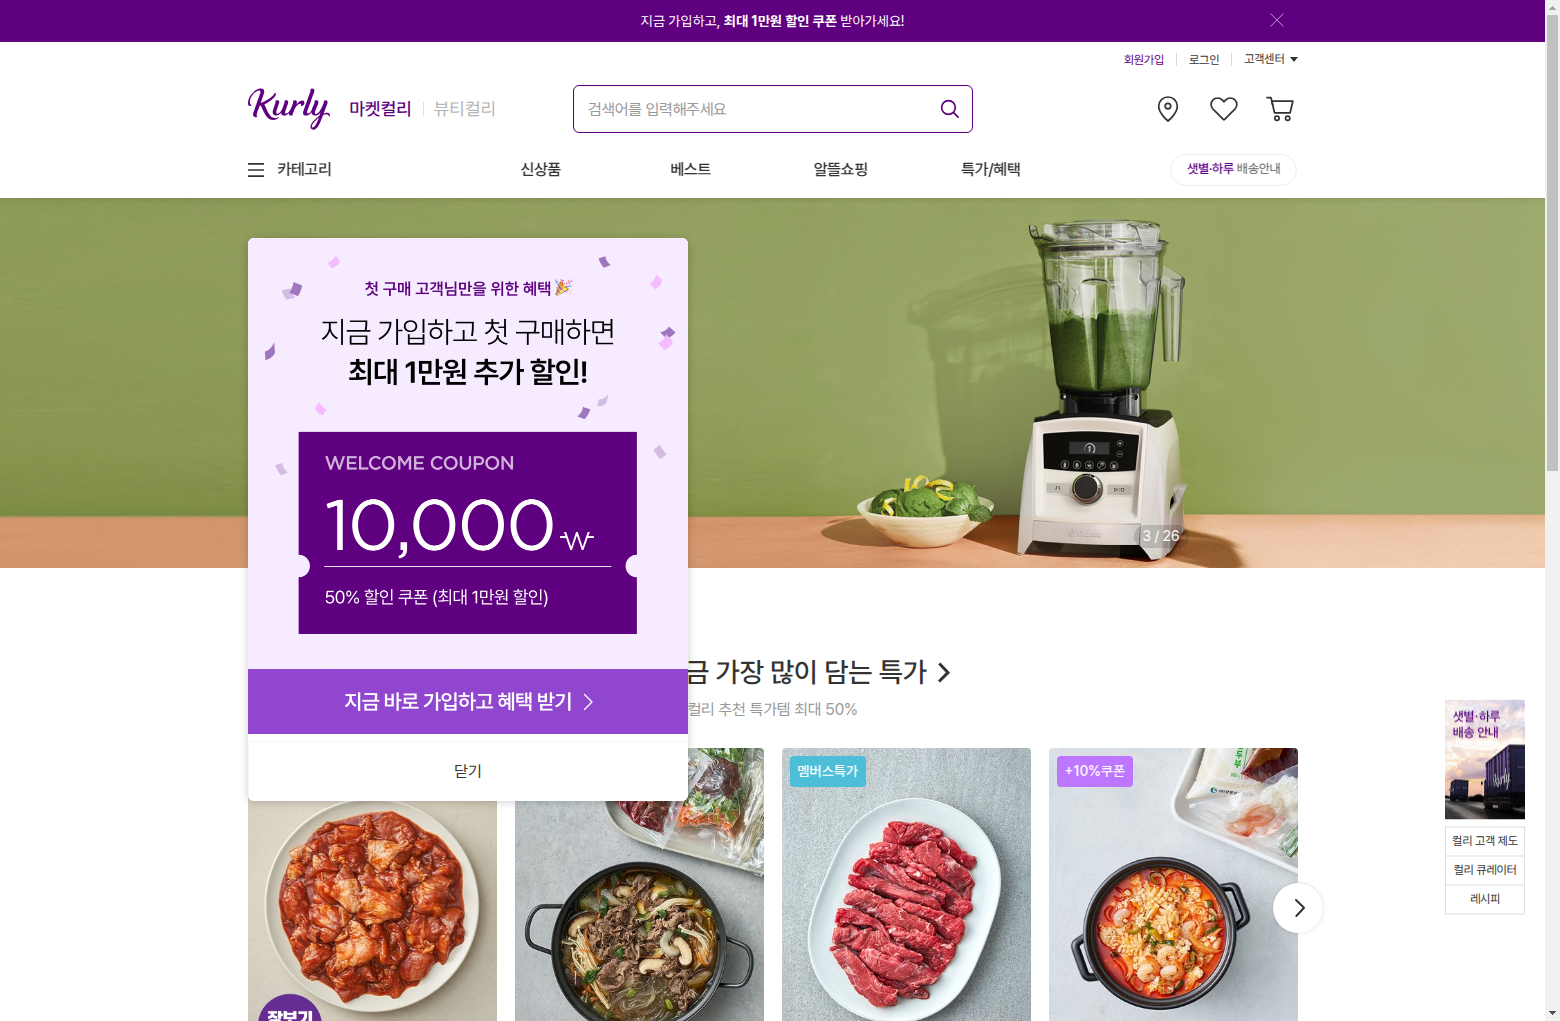 지금 가입하고, 최대 1만원 할인 쿠폰 받아가세요!
회원가입
로그인
고객센터
Kurly
마켓컬리
뷰티컬리
검색어를 입력해주세요
카테고리
신상품
베스트
알뜰쇼핑
특가/혜택
샛별·하루 배송안내
첫 구매 고객님만을 위한 혜택
지금 가입하고 첫 구매하면
최대 1만원 추가 할인!
WELCOME COUPON
10,000₩
50% 할인 쿠폰 (최대 1만원 할인)
지금 바로 가입하고 혜택 받기
닫기
3 / 26
금 가장 많이 담는 특가
컬리 추천 특가템 최대 50%
멤버스특가
+10%쿠폰
샛별·하루
배송 안내
Kurly
컬리 고객 제도
컬리 큐레이터
레시피
장보기